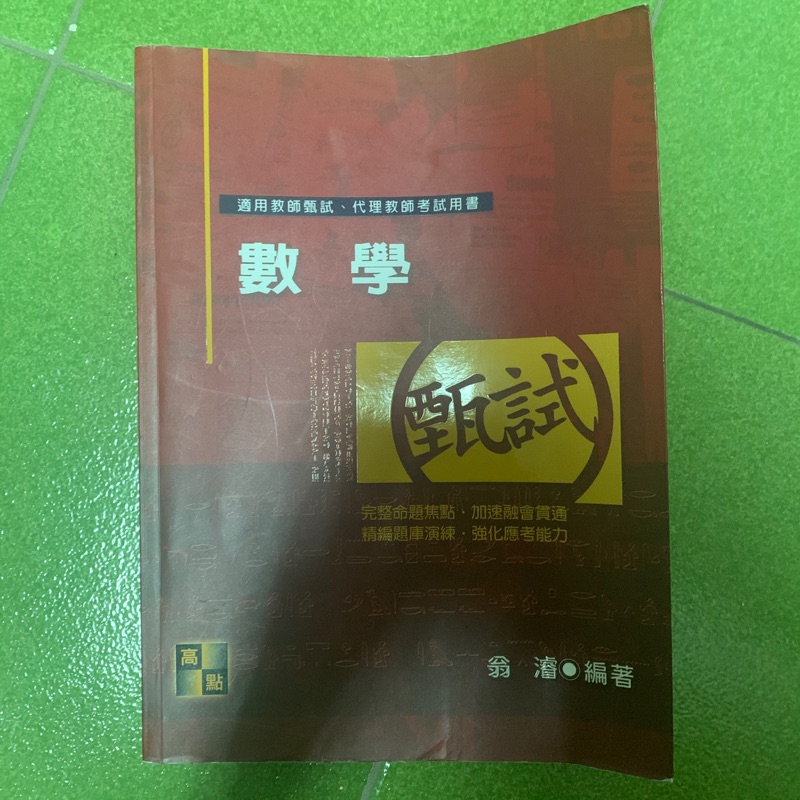 適用教師甄試、代理教師考試用書
數 學
甄試
完整命題焦點・加速融會貫通
精編題庫演練・強化應考能力
高點
翁 濬◉編著